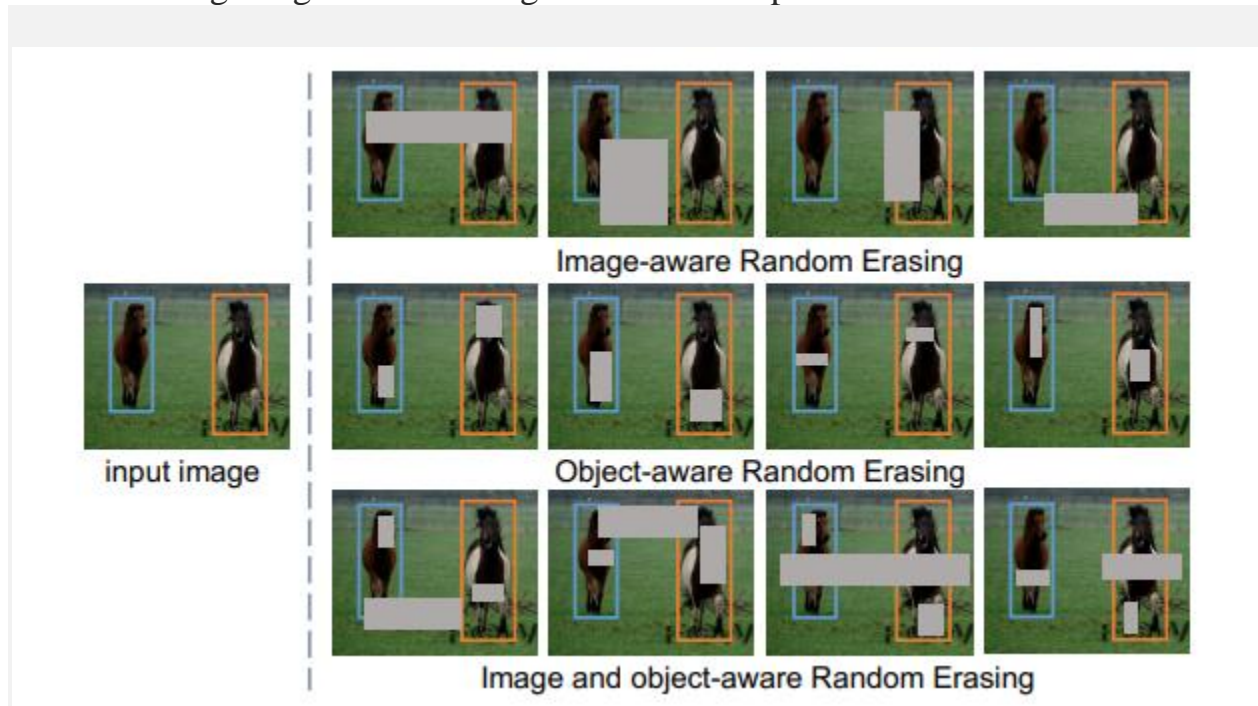 Image-aware Random Erasing
input image
Object-aware Random Erasing
Image and object-aware Random Erasing